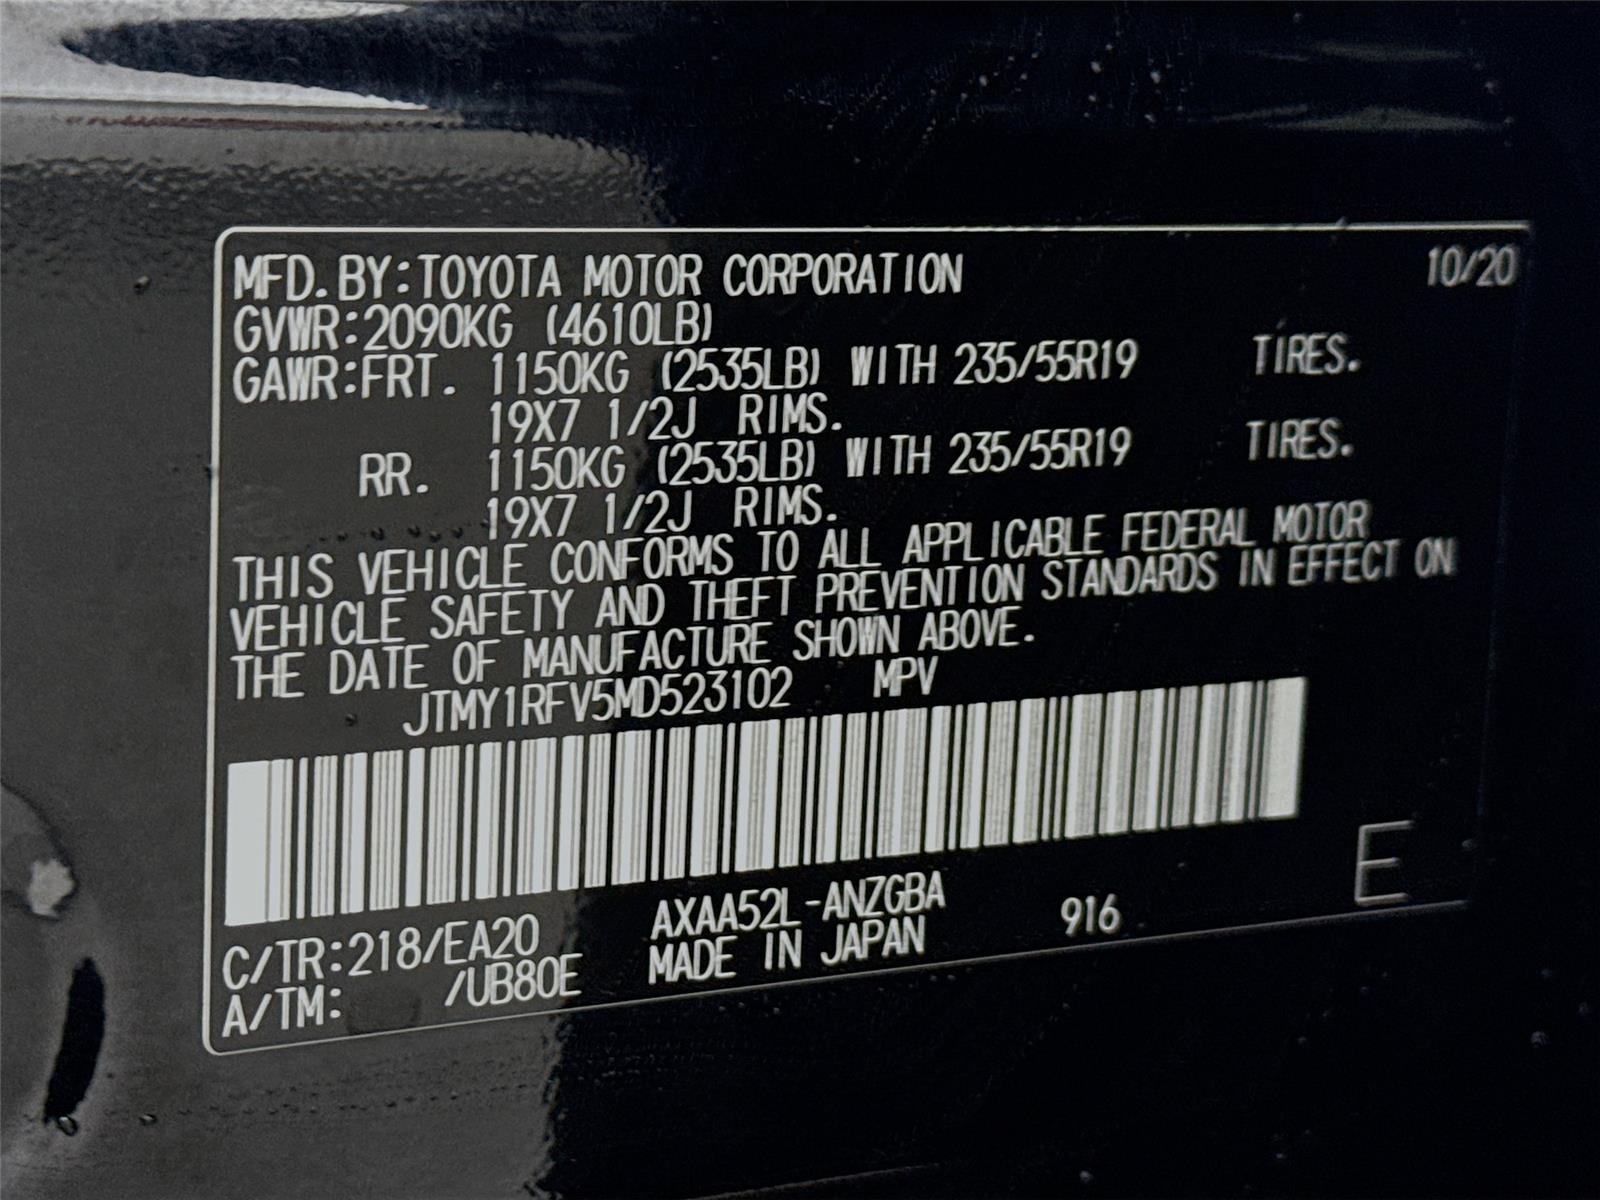 MFD. BY:TOYOTA MOTOR CORPORATION 10/20
GVWR:2090KG (4610LB)
GAWR:FRT. 1150KG (2535LB) WITH 235/55R19 TIRES.
19X7 1/2J RIMS.
RR. 1150KG (2535LB) WITH 235/55R19 TIRES.
19X7 1/2J RIMS.
THIS VEHICLE CONFORMS TO ALL APPLICABLE FEDERAL MOTOR
VEHICLE SAFETY AND THEFT PREVENTION STANDARDS IN EFFECT ON
THE DATE OF MANUFACTURE SHOWN ABOVE.
JTMY1RFV5MD523102 MPV
E
C/TR:218/EA20 AXAA52L-ANZGBA 916
A/TM: /UB80E MADE IN JAPAN